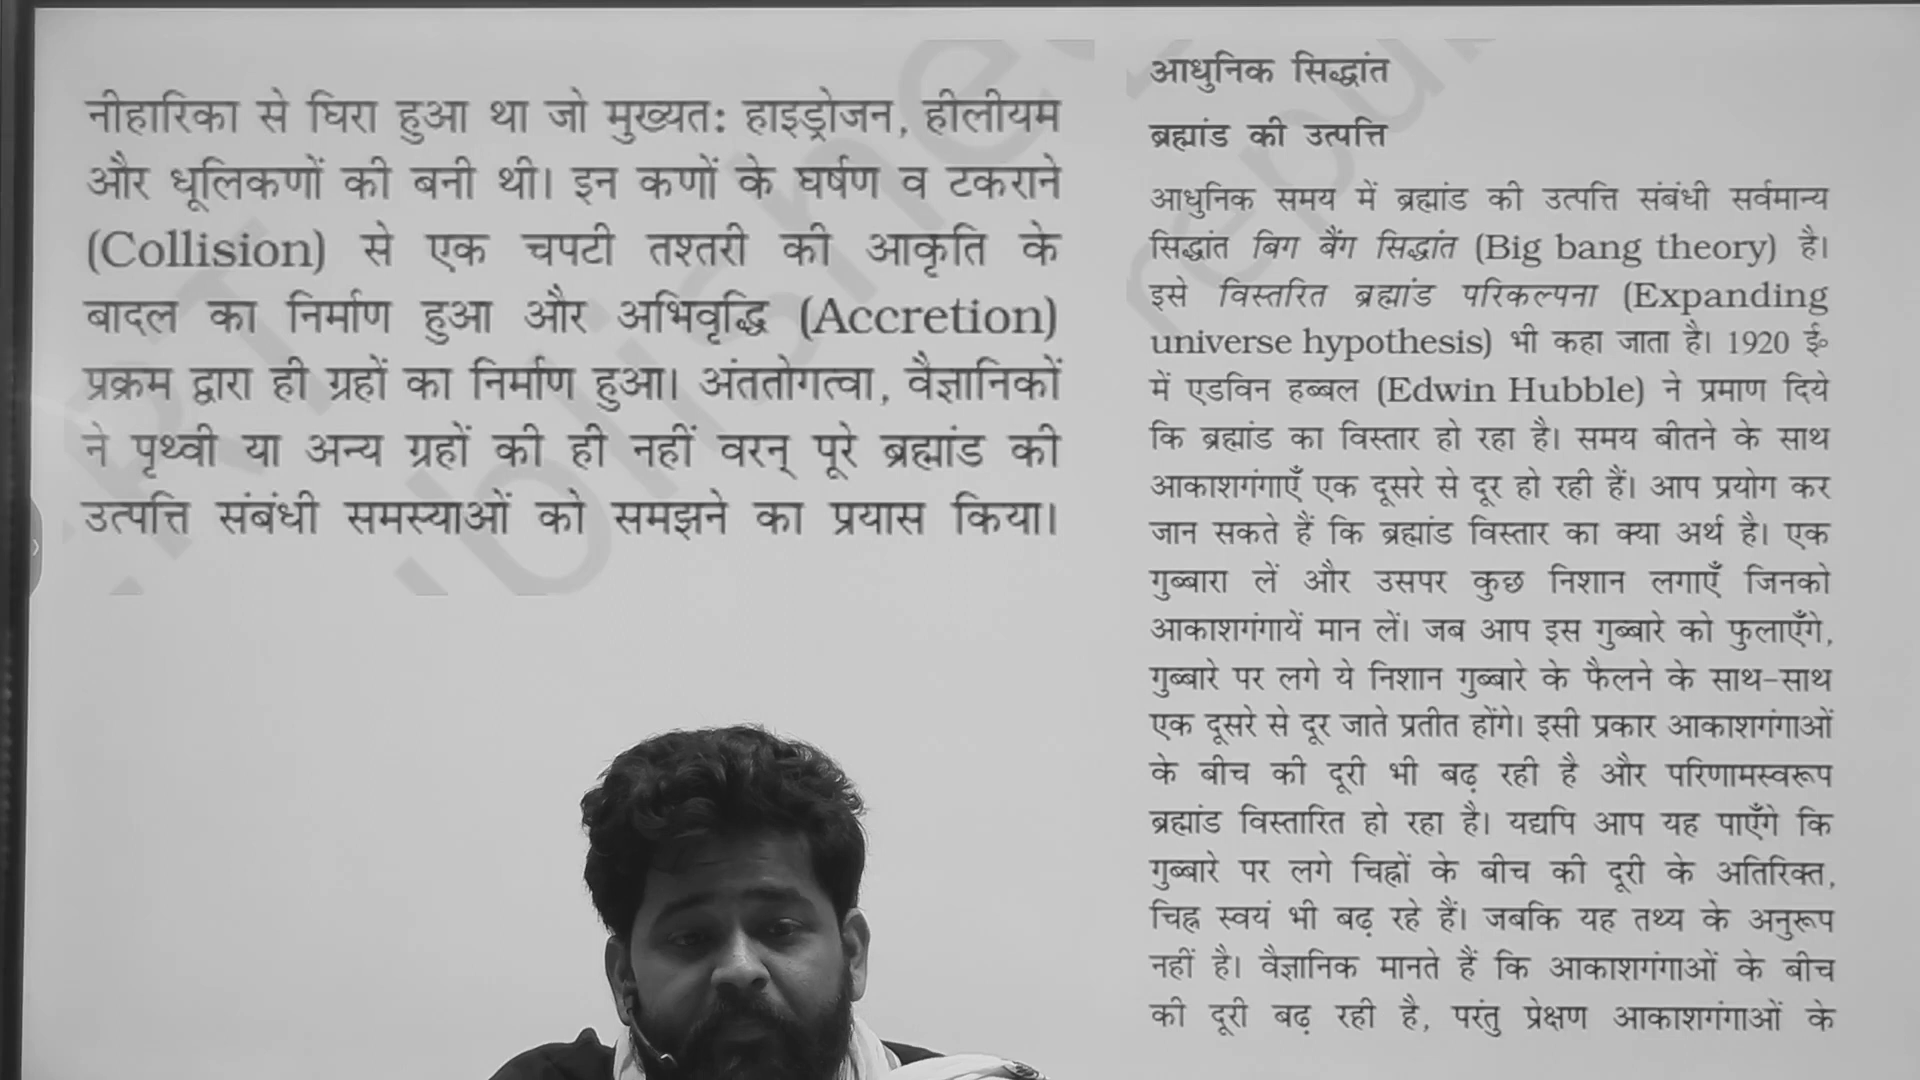 नीहारिका से घिरा हुआ था जो मुख्यतः हाइड्रोजन, हीलीयम
और धूलिकणों की बनी थी। इन कणों के घर्षण व टकराने
(Collision) से एक चपटी तश्तरी की आकृति के
बादल का निर्माण हुआ और अभिवृद्धि (Accretion)
प्रक्रम द्वारा ही ग्रहों का निर्माण हुआ। अंततोगत्वा, वैज्ञानिकों
ने पृथ्वी या अन्य ग्रहों की ही नहीं वरन् पूरे ब्रह्मांड की
उत्पत्ति संबंधी समस्याओं को समझने का प्रयास किया।
आधुनिक सिद्धांत
ब्रह्मांड की उत्पत्ति
आधुनिक समय में ब्रह्मांड की उत्पत्ति संबंधी सर्वमान्य
सिद्धांत बिग बैंग सिद्धांत (Big bang theory) है।
इसे विस्तरित ब्रह्मांड परिकल्पना (Expanding
universe hypothesis) भी कहा जाता है। 1920 ई॰
में एडविन हब्बल (Edwin Hubble) ने प्रमाण दिये
कि ब्रह्मांड का विस्तार हो रहा है। समय बीतने के साथ
आकाशगंगाएँ एक दूसरे से दूर हो रही हैं। आप प्रयोग कर
जान सकते हैं कि ब्रह्मांड विस्तार का क्या अर्थ है। एक
गुब्बारा लें और उसपर कुछ निशान लगाएँ जिनको
आकाशगंगायें मान लें। जब आप इस गुब्बारे को फुलाएँगे,
गुब्बारे पर लगे ये निशान गुब्बारे के फैलने के साथ-साथ
एक दूसरे से दूर जाते प्रतीत होंगे। इसी प्रकार आकाशगंगाओं
के बीच की दूरी भी बढ़ रही है और परिणामस्वरूप
ब्रह्मांड विस्तारित हो रहा है। यद्यपि आप यह पाएँगे कि
गुब्बारे पर लगे चिह्नों के बीच की दूरी के अतिरिक्त,
चिह्न स्वयं भी बढ़ रहे हैं। जबकि यह तथ्य के अनुरूप
नहीं है। वैज्ञानिक मानते हैं कि आकाशगंगाओं के बीच
की दूरी बढ़ रही है, परंतु प्रेक्षण आकाशगंगाओं के